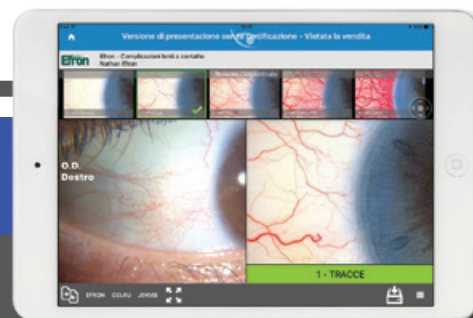 Versione di presentazione senza certificazione - Vietata la vendita
Efron
Efron - Complicazioni lenti a contatto
Nathan Efron
O.D.
Destro
1 - TRACCE
EFRON CCLRU JENVIS